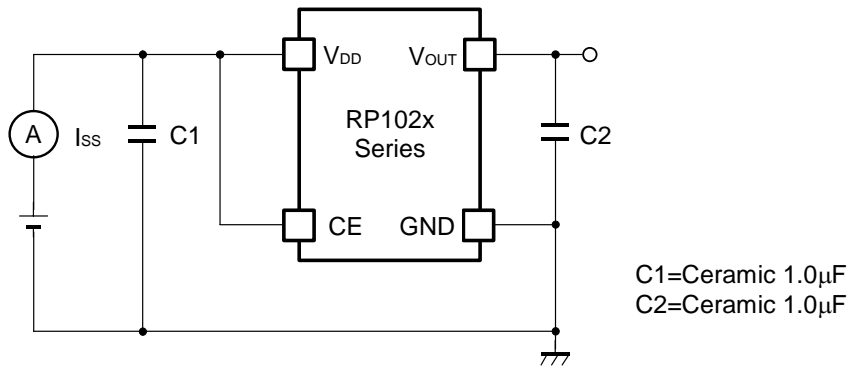 VDD
VOUT
RP102x
Series
A
ISS
C1
C2
CE
GND
C1=Ceramic 1.0μF
C2=Ceramic 1.0μF